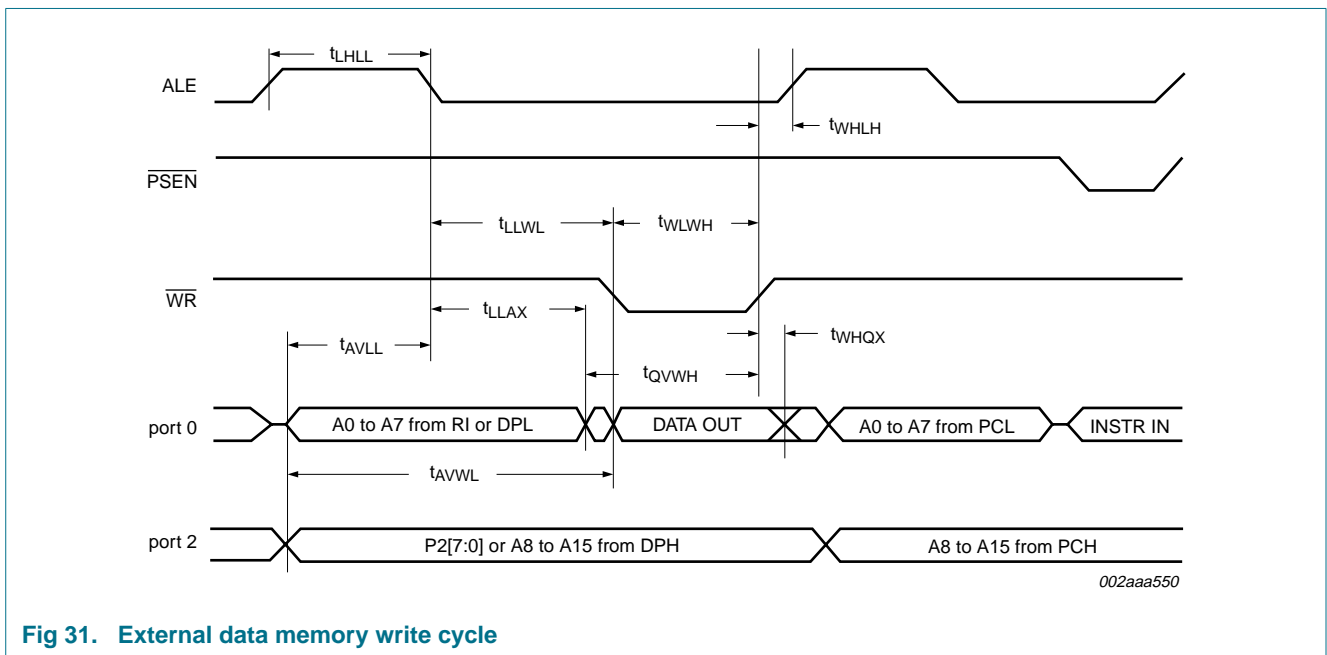 tLHLL
ALE
tWHLH
PSEN
tLLWL
tWLWH
WR
tLLAX
tWHQX
tAVLL
tQVWH
port 0
A0 to A7 from RI or DPL
DATA OUT
A0 to A7 from PCL
INSTR IN
tAVWL
port 2
P2[7:0] or A8 to A15 from DPH
A8 to A15 from PCH
002aaa550
Fig 31. External data memory write cycle